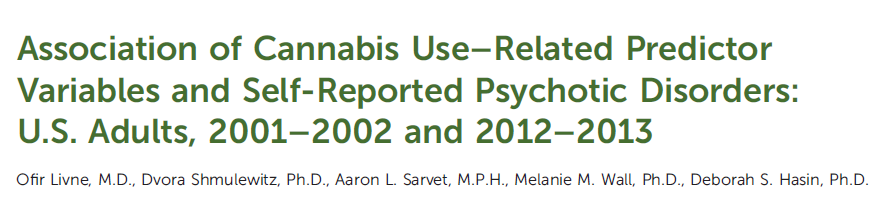 Association of Cannabis Use–Related Predictor
Variables and Self-Reported Psychotic Disorders:
U.S. Adults, 2001–2002 and 2012–2013
Ofir Livne, M.D., Dvora Shmulewitz, Ph.D., Aaron L. Sarvet, M.P.H., Melanie M. Wall, Ph.D., Deborah S. Hasin, Ph.D.